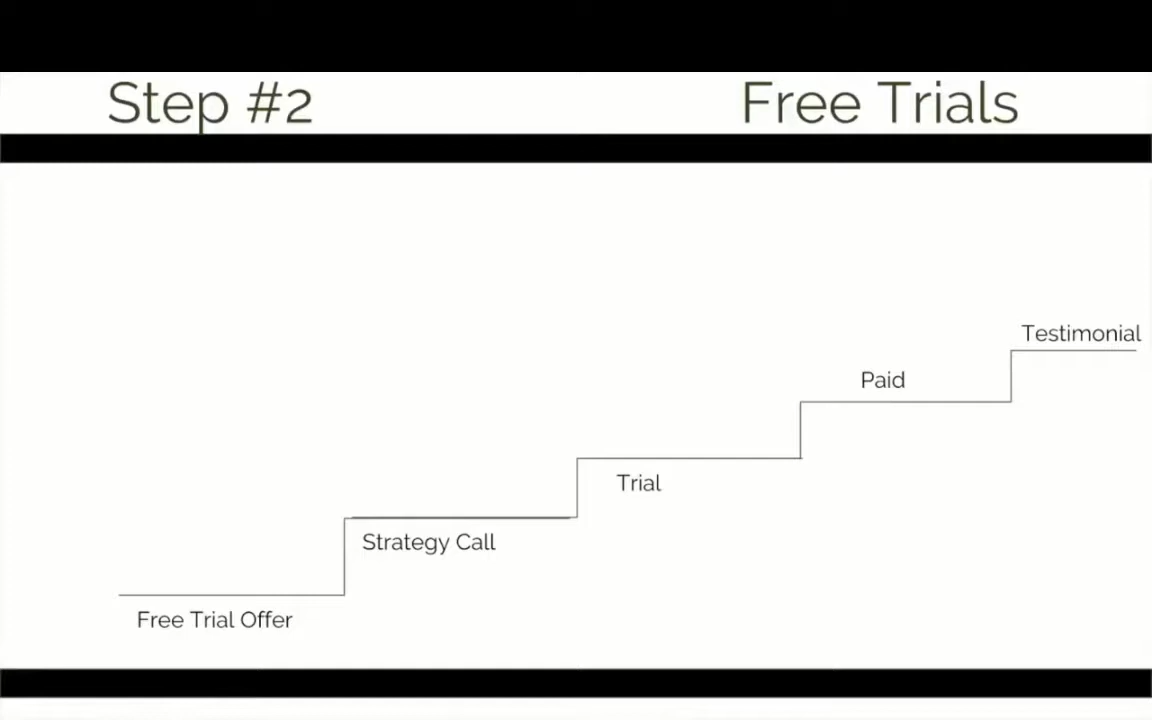 Step #2
Free Trials
Testimonial
Paid
Trial
Strategy Call
Free Trial Offer